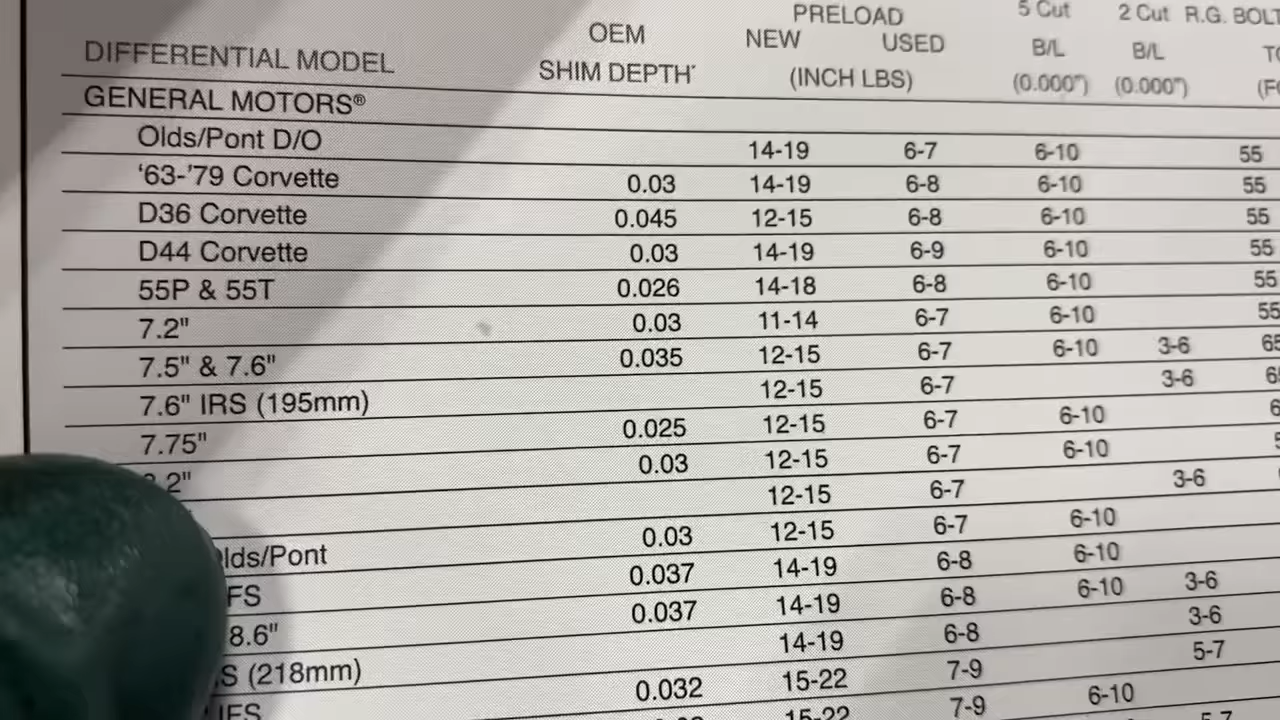 PRELOAD 5 Cut 2 Cut R.G. BOLT
OEM NEW USED B/L B/L
DIFFERENTIAL MODEL SHIM DEPTH* (INCH LBS) (0.000") (0.000")
GENERAL MOTORS®
Olds/Pont D/O 14-19 6-7 6-10 55
'63-'79 Corvette 0.03 14-19 6-8 6-10 55
D36 Corvette 0.045 12-15 6-8 6-10 55
D44 Corvette 0.03 14-19 6-9 6-10 55
55P & 55T 0.026 14-18 6-8 6-10 55
7.2" 0.03 11-14 6-7 6-10 55
7.5" & 7.6" 0.035 12-15 6-7 6-10 3-6 65
7.6" IRS (195mm) 12-15 6-7 3-6
7.75" 0.025 12-15 6-7 6-10
0.03 12-15 6-7 6-10
12-15 6-7 3-6
Olds/Pont 0.03 12-15 6-7 6-10
FS 0.037 14-19 6-8 6-10
8.6" 0.037 14-19 6-8 6-10 3-6
S (218mm) 14-19 6-8 3-6
IFS 0.032 15-22 7-9 5-7
15-22 7-9 6-10